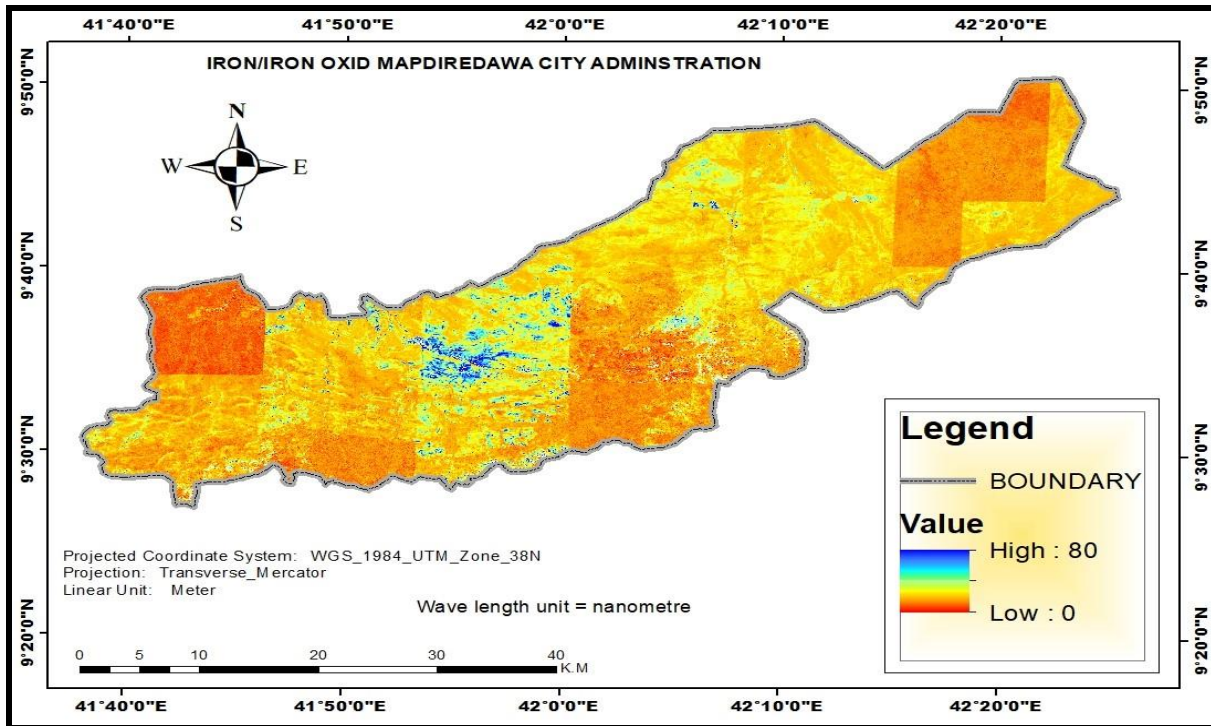 41°40'0"E 41°50'0"E 42°0'0"E 42°10'0"E 42°20'0"E
IRON/IRON OXID MAPDIREDAWA CITY ADMINSTRATION
N
W E
S
9°50'0"N
9°40'0"N
9°30'0"N
9°20'0"N
9°50'0"N
9°40'0"N
9°30'0"N
9°20'0"N
Legend
BOUNDARY
Value
High : 80
Low : 0
Projected Coordinate System: WGS_1984_UTM_Zone_38N
Projection: Transverse_Mercator
Linear Unit: Meter
Wave length unit = nanometre
0 5 10 20 30 40
K.M
41°40'0"E 41°50'0"E 42°0'0"E 42°10'0"E 42°20'0"E